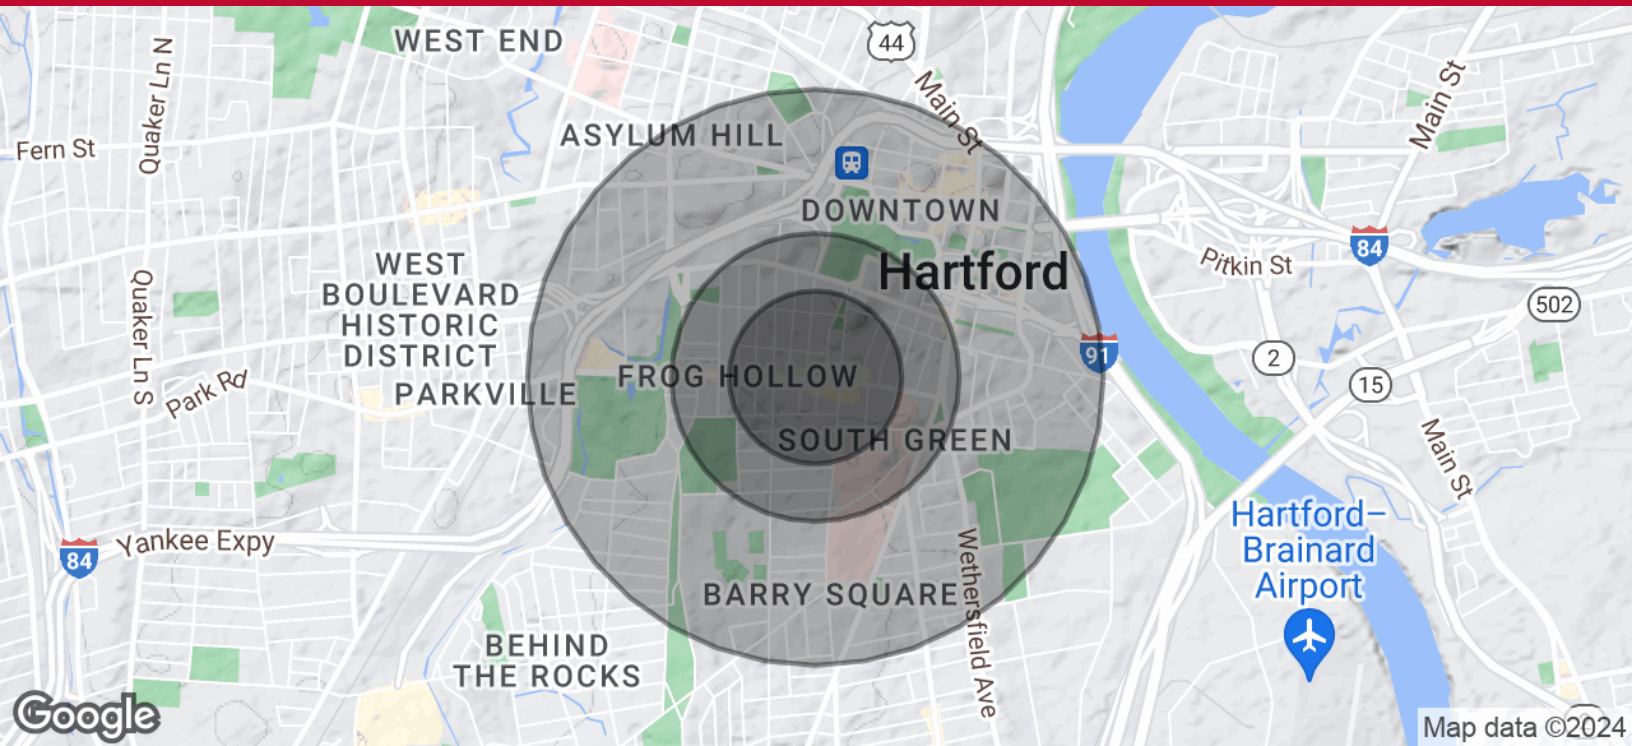 WEST END
44
Main St
Main St
Quaker Ln N
Fern St
ASYLUM HILL
DOWNTOWN
Hartford
84
Pitkin St
WEST
BOULEVARD
HISTORIC
DISTRICT
Quaker Ln S
502
91
2
15
FROG HOLLOW
PARKVILLE
Park Rd
SOUTH GREEN
Main St
Hartford–
Brainard
Airport
84
Yankee Expy
Wethersfield Ave
BARRY SQUARE
BEHIND
THE ROCKS
Google
Map data ©2024